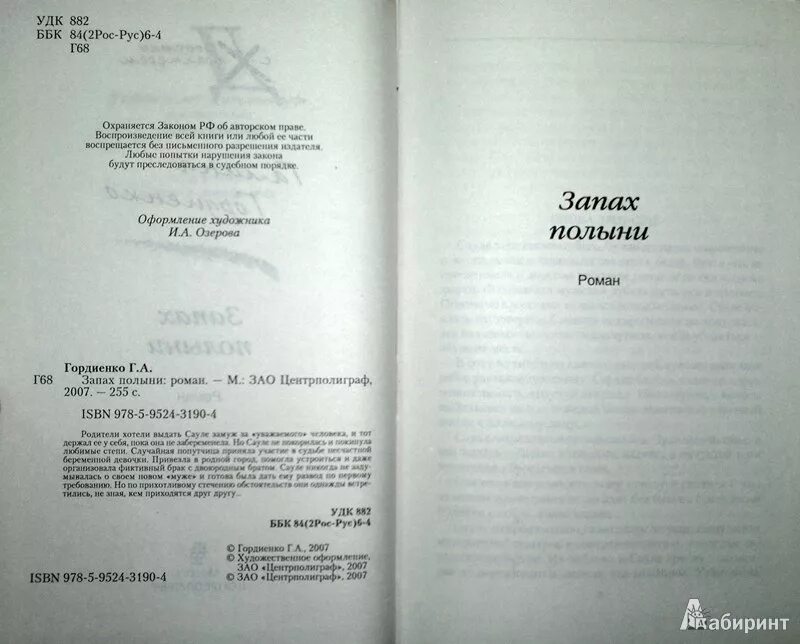 УДК 882
ББК 84(2Рос-Рус)6-4
Г68
Охраняется Законом РФ об авторском праве.
Воспроизведение всей книги или любой ее части
воспрещается без письменного разрешения издателя.
Любые попытки нарушения закона
будут преследоваться в судебном порядке.
Оформление художника
И.А. Озерова
Гордиенко Г.А.
Г68 Запах полыни: роман. — М.: ЗАО Центрполиграф,
2007. — 255 с.
ISBN 978-5-9524-3190-4
Родители хотели выдать Сауле замуж за «уважаемого» человека, и тот
держал ее у себя, пока она не забеременела. Но Сауле не покорилась и покинула
любимые степи. Случайная попутчица приняла участие в судьбе несчастной
беременной девочки. Привезла в родной город, помогла устроиться и даже
организовала фиктивный брак с двоюродным братом. Сауле никогда не заду-
мывалась о своем новом «муже» и готова была дать ему развод по первому
требованию. Но по прихотливому стечению обстоятельств они однажды встре-
тились, не зная, кем приходятся друг другу...
УДК 882
ББК 84(2Рос-Рус)6-4
© Гордиенко Г.А., 2007
© Художественное оформление,
ЗАО «Центрполиграф», 2007
ISBN 978-5-9524-3190-4 © ЗАО «Центрполиграф», 2007
Запах
полыни
Роман
Лабиринт